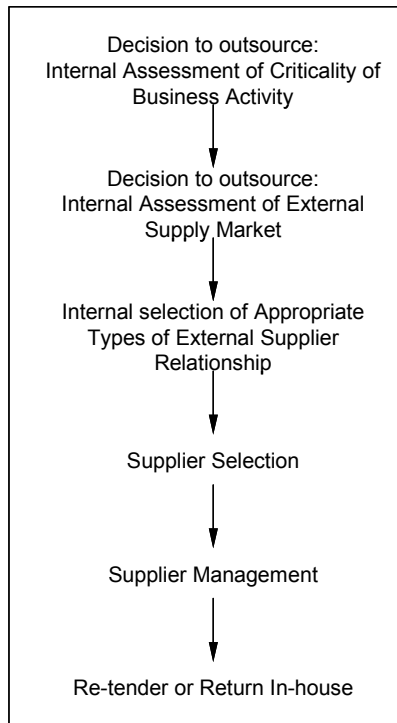 Decision to outsource:
Internal Assessment of Criticality of
Business Activity
Decision to outsource:
Internal Assessment of External
Supply Market
Internal selection of Appropriate
Types of External Supplier
Relationship
Supplier Selection
Supplier Management
Re-tender or Return In-house